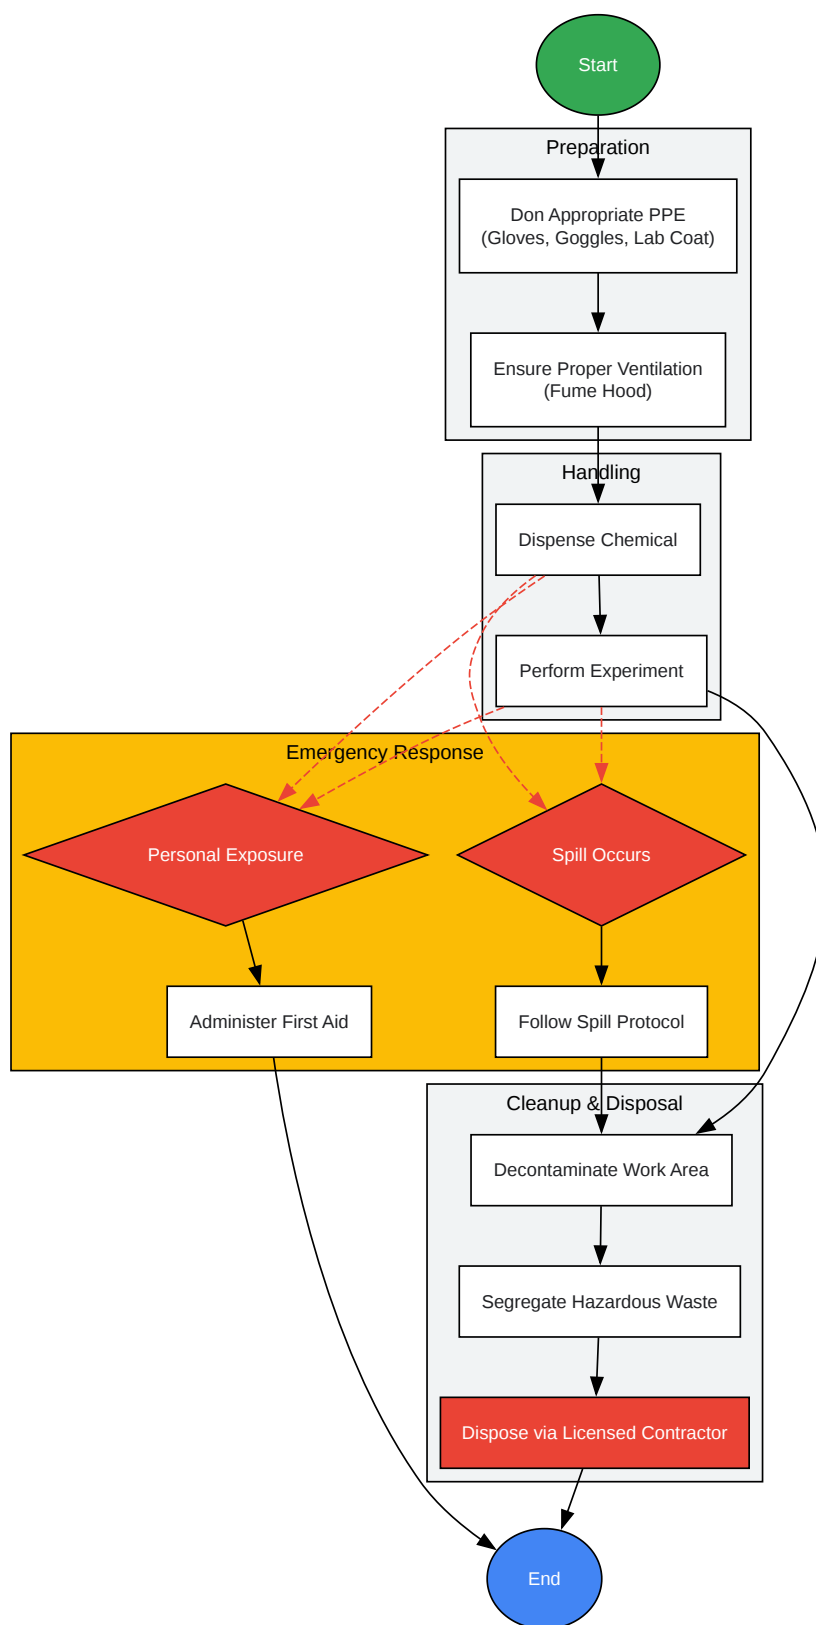 Start
Preparation
Don Appropriate PPE
(Gloves, Goggles, Lab Coat)
Ensure Proper Ventilation
(Fume Hood)
Handling
Dispense Chemical
Perform Experiment
Emergency Response
Personal Exposure
Spill Occurs
Administer First Aid
Follow Spill Protocol
Cleanup & Disposal
Decontaminate Work Area
Segregate Hazardous Waste
Dispose via Licensed Contractor
End